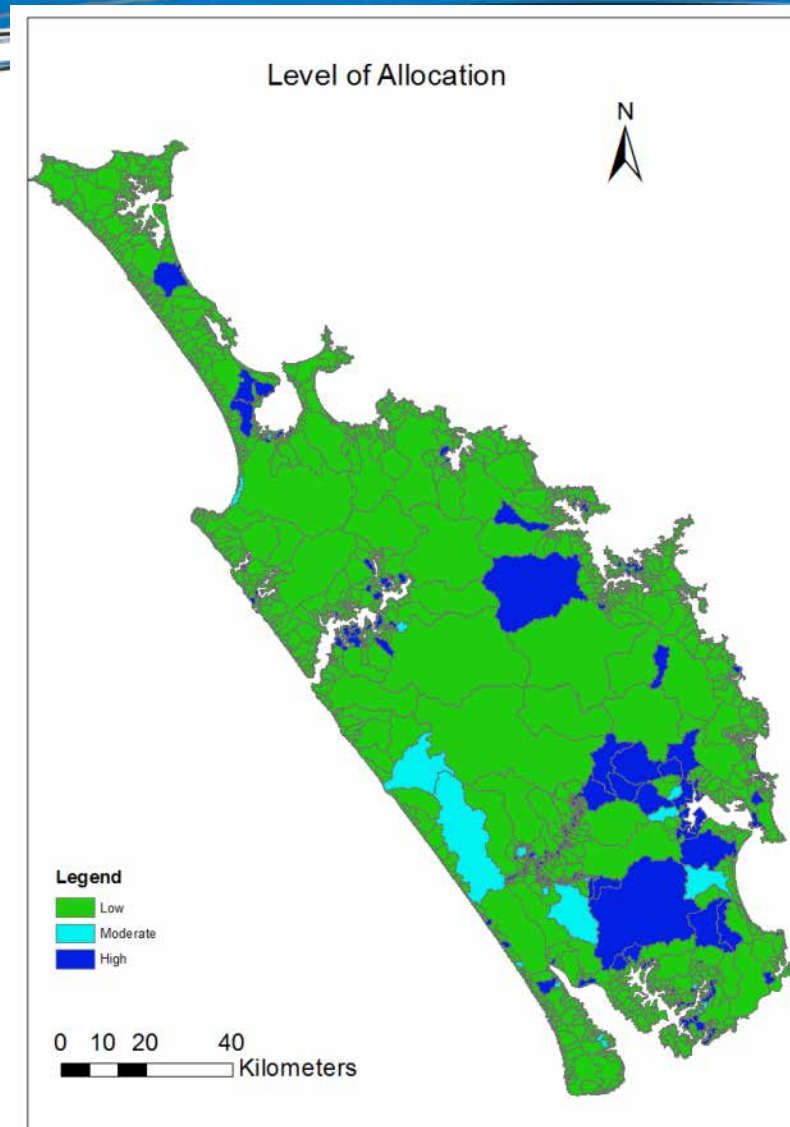 Level of Allocation
N
Legend
Low
Moderate
High
0 10 20 40
Kilometers